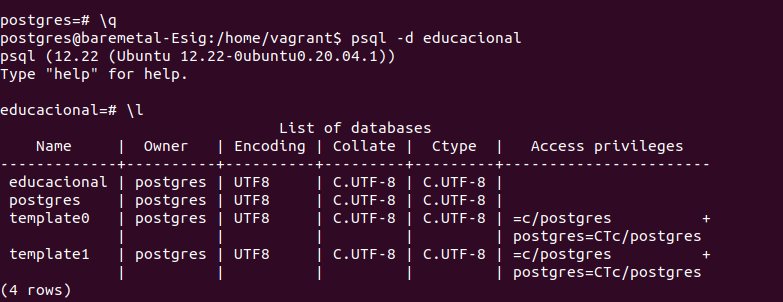 postgres=# \q
postgres@baremetal-Esig:/home/vagrant$ psql -d educacional
psql (12.22 (Ubuntu 12.22-0ubuntu0.20.04.1))
Type "help" for help.

educacional=# \l
                                  List of databases
    Name     |  Owner   | Encoding | Collate |  Ctype  |   Access privileges
-------------+----------+----------+---------+---------+-----------------------
 educacional | postgres | UTF8     | C.UTF-8 | C.UTF-8 |
 postgres    | postgres | UTF8     | C.UTF-8 | C.UTF-8 |
 template0   | postgres | UTF8     | C.UTF-8 | C.UTF-8 | =c/postgres          +
             |          |          |         |         | postgres=CTc/postgres
 template1   | postgres | UTF8     | C.UTF-8 | C.UTF-8 | =c/postgres          +
             |          |          |         |         | postgres=CTc/postgres
(4 rows)